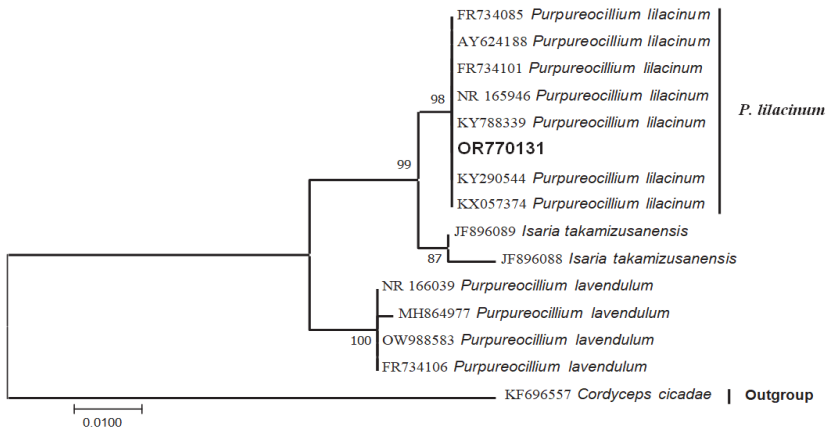 FR734085 Purpureocillium lilacinum
AY624188 Purpureocillium lilacinum
FR734101 Purpureocillium lilacinum
NR 165946 Purpureocillium lilacinum
98
KY788339 Purpureocillium lilacinum
P. lilacinum
OR770131
99
KY290544 Purpureocillium lilacinum
KX057374 Purpureocillium lilacinum
JF896089 Isaria takamizusanensis
87
JF896088 Isaria takamizusanensis
NR 166039 Purpureocillium lavendulum
MH864977 Purpureocillium lavendulum
100
OW988583 Purpureocillium lavendulum
FR734106 Purpureocillium lavendulum
KF696557 Cordyceps cicadae
Outgroup
0.0100